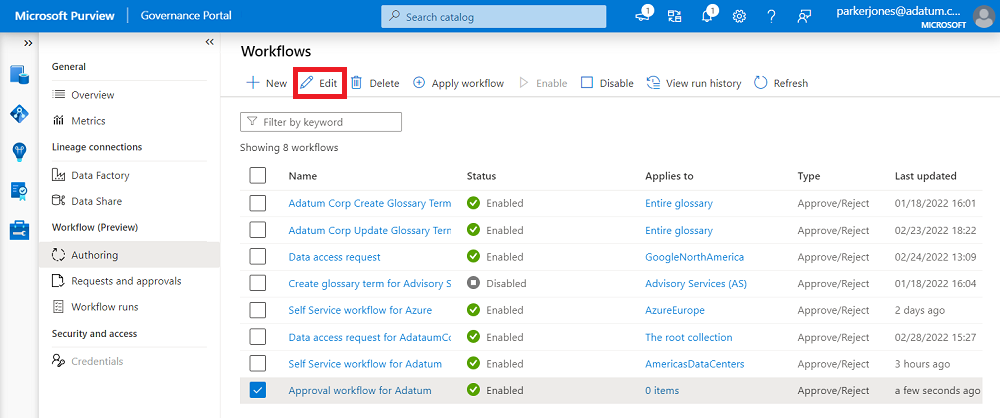 Microsoft Purview | Governance Portal
Search catalog
1
1
parkerjones@adatum.c...
MICROSOFT
General
Overview
Metrics
Lineage connections
Data Factory
Data Share
Workflow (Preview)
Authoring
Requests and approvals
Workflow runs
Security and access
Credentials
Workflows
New Edit Delete Apply workflow Enable Disable View run history Refresh
Filter by keyword
Showing 8 workflows
Name Status Applies to Type Last updated
Adatum Corp Create Glossary Term Enabled Entire glossary Approve/Reject 01/18/2022 16:01
Adatum Corp Update Glossary Tern Enabled Entire glossary Approve/Reject 02/23/2022 18:22
Data access request Enabled GoogleNorthAmerica Approve/Reject 02/24/2022 13:09
Create glossary term for Advisory S Disabled Advisory Services (AS) Approve/Reject 01/18/2022 16:04
Self Service workflow for Azure Enabled AzureEurope Approve/Reject 2 days ago
Data access request for AdataumCo Enabled The root collection Approve/Reject 02/28/2022 15:27
Self Service workflow for Adatum Enabled AmericasDataCenters Approve/Reject 3 hours ago
Approval workflow for Adatum Enabled 0 items Approve/Reject a few seconds ago